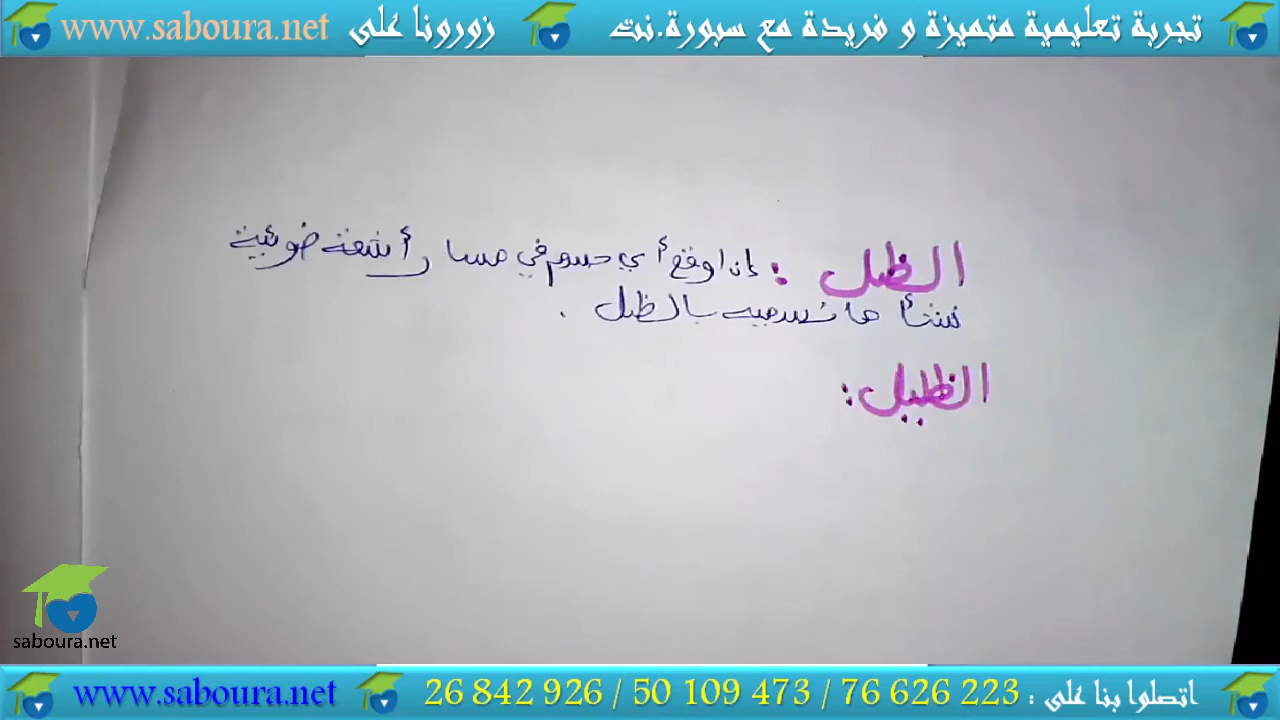 تجربة تعليمية متميزة و فريدة مع سبورة.نت زورونا على www.saboura.net
الظل : إذا وقع أي جسم في مسار أشعة ضوئية
نشأ ما نسميه بالظل .
الظليل:
saboura.net
اتصلوا بنا على : 26 842 926 / 50 109 473 / 76 626 223 www.saboura.net